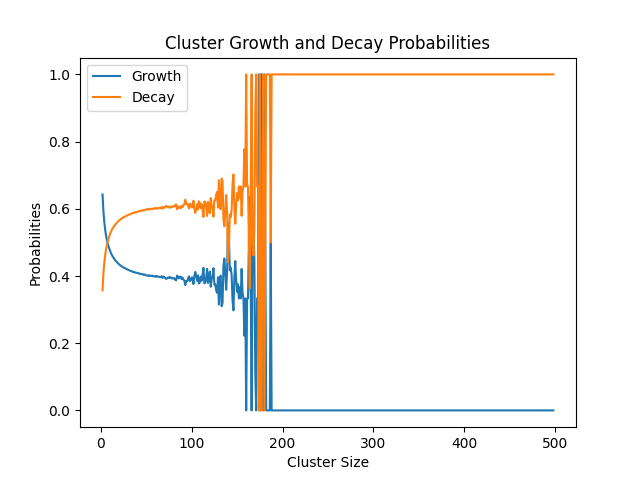 Cluster Growth and Decay Probabilities
Growth
Decay
1.0
0.8
0.6
0.4
0.2
0.0
Probabilities
0 100 200 300 400 500
Cluster Size